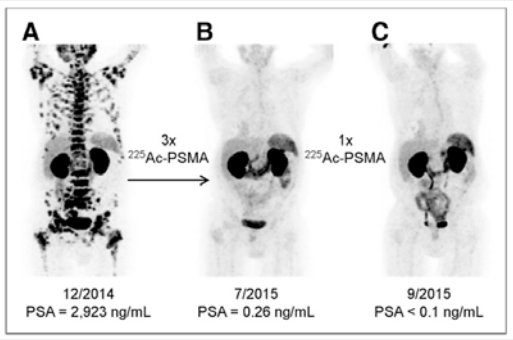 A
B
C
3x
²²⁵Ac-PSMA
1x
²²⁵Ac-PSMA
12/2014
PSA = 2,923 ng/mL
7/2015
PSA = 0.26 ng/mL
9/2015
PSA < 0.1 ng/mL